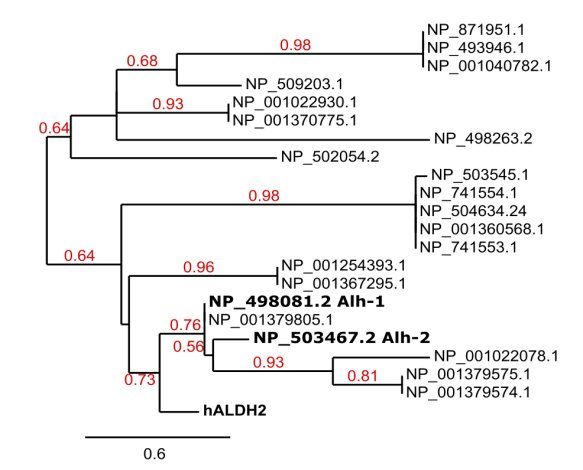 NP_871951.1
0.98
NP_493946.1
0.68
NP_001040782.1
NP_509203.1
0.93
NP_001022930.1
NP_001370775.1
0.64
NP_498263.2
NP_502054.2
NP_503545.1
0.98
NP_741554.1
NP_504634.24
NP_001360568.1
0.64
NP_741553.1
0.96
NP_001254393.1
NP_001367295.1
NP_498081.2 Alh-1
0.76
NP_001379805.1
0.56
NP_503467.2 Alh-2
0.93
NP_001022078.1
0.73
0.81
NP_001379575.1
NP_001379574.1
hALDH2
0.6